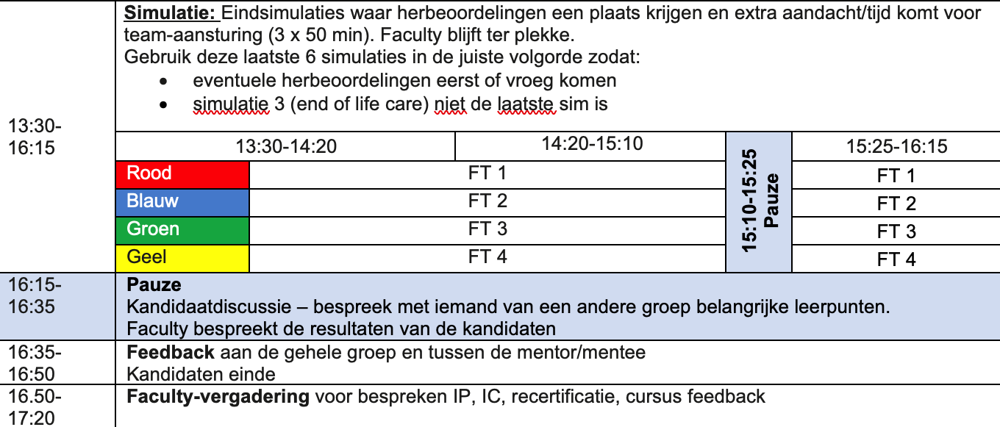 Simulatie: Eindsimulaties waar herbeoordelingen een plaats krijgen en extra aandacht/tijd komt voor
team-aansturing (3 x 50 min). Faculty blijft ter plekke.
Gebruik deze laatste 6 simulaties in de juiste volgorde zodat:
• eventuele herbeoordelingen eerst of vroeg komen
• simulatie 3 (end of life care) niet de laatste sim is
13:30-
16:15
13:30-14:20
14:20-15:10
15:10-15:25
Pauze
15:25-16:15
Rood
FT 1
FT 1
Blauw
FT 2
FT 2
Groen
FT 3
FT 3
Geel
FT 4
FT 4
16:15-
16:35
Pauze
Kandidaatdiscussie – bespreek met iemand van een andere groep belangrijke leerpunten.
Faculty bespreekt de resultaten van de kandidaten
16:35-
16:50
Feedback aan de gehele groep en tussen de mentor/mentee
Kandidaten einde
16.50-
17:20
Faculty-vergadering voor bespreken IP, IC, recertificatie, cursus feedback